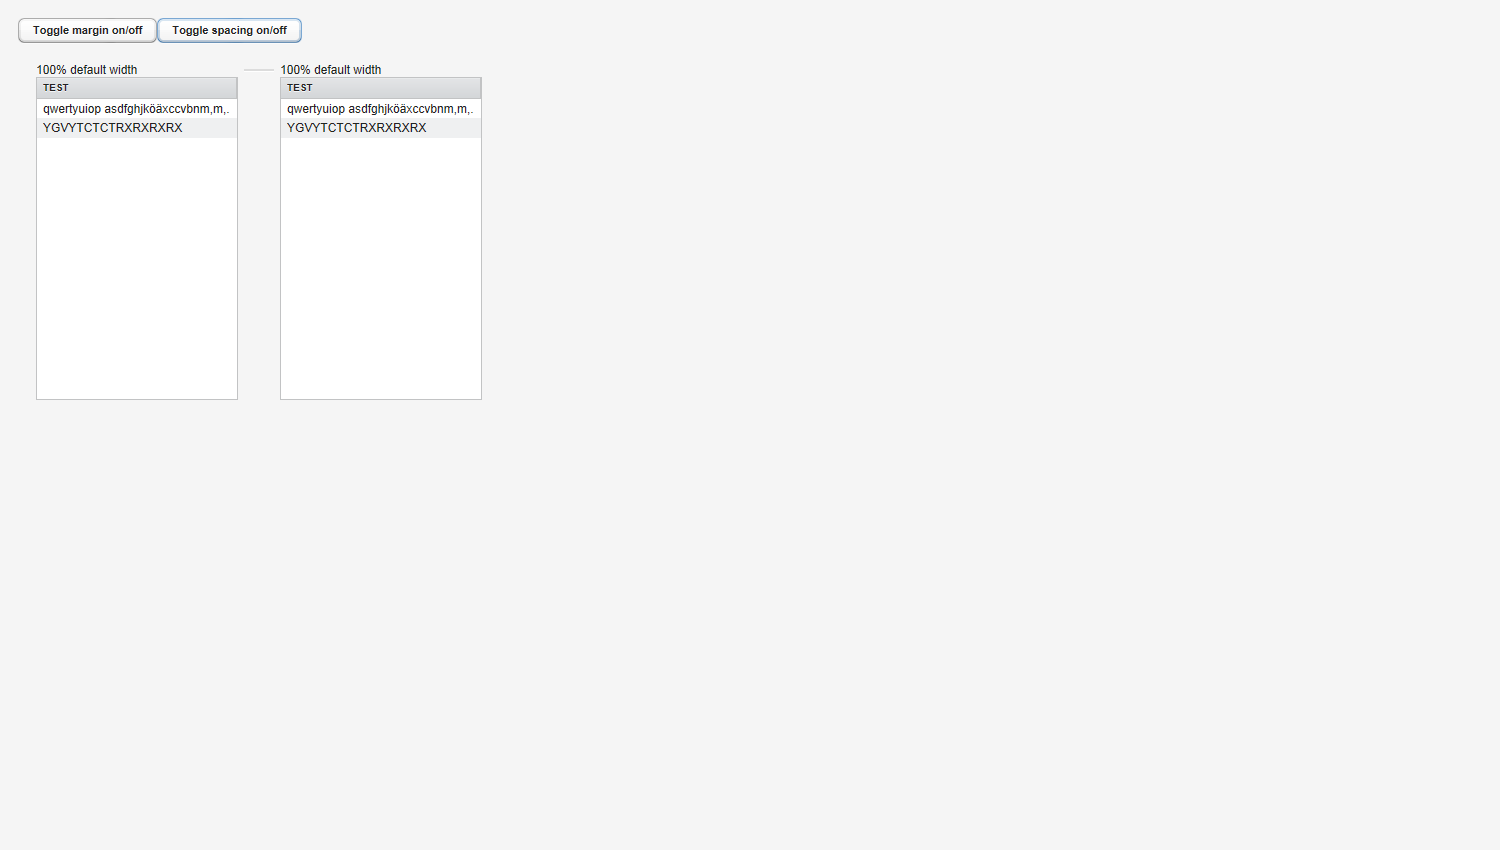 Toggle margin on/off
Toggle spacing on/off
100% default width
TEST
qwertyuiop asdfghjköäxccvbnm,m,.
YGVYTCTCTRXRXRXRX
100% default width
TEST
qwertyuiop asdfghjköäxccvbnm,m,.
YGVYTCTCTRXRXRXRX